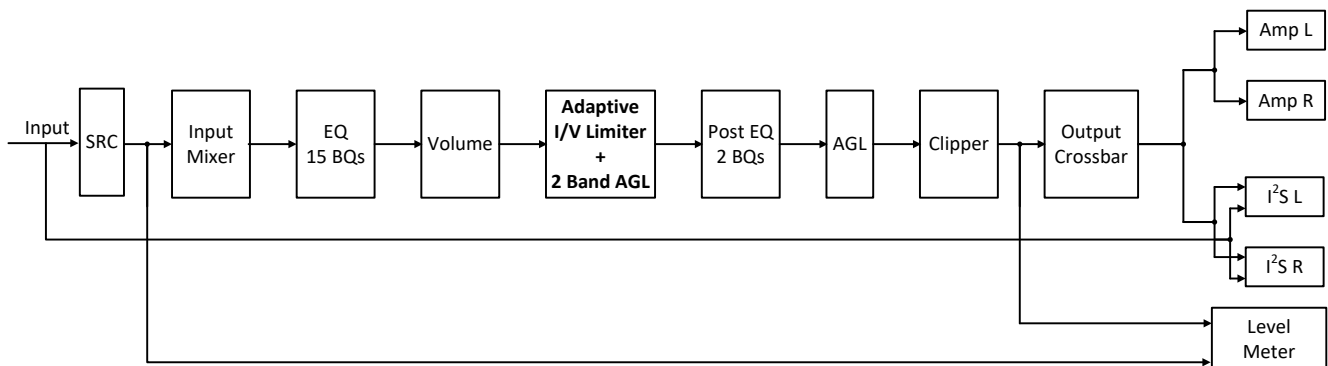 Input
SRC
Input
Mixer
EQ
15 BQs
Volume
Adaptive
I/V Limiter
+
2 Band AGL
Post EQ
2 BQs
AGL
Clipper
Output
Crossbar
Amp L
Amp R
I²S L
I²S R
Level
Meter